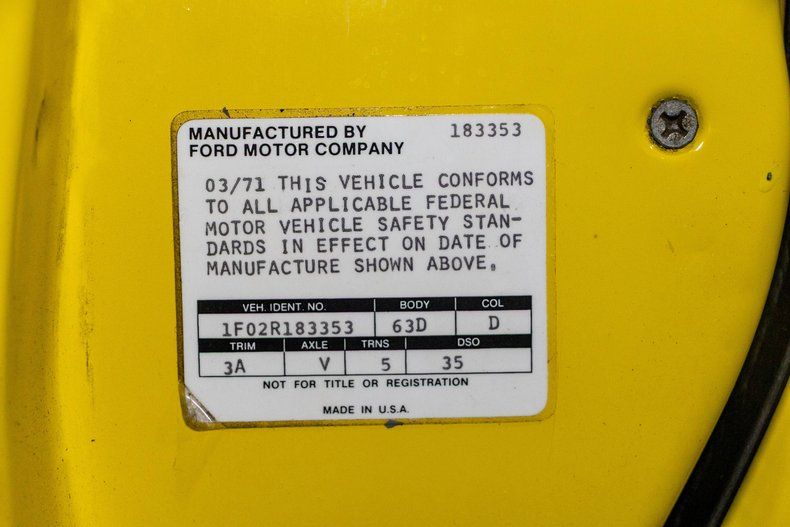 MANUFACTURED BY 183353
FORD MOTOR COMPANY
03/71 THIS VEHICLE CONFORMS
TO ALL APPLICABLE FEDERAL
MOTOR VEHICLE SAFETY STAN-
DARDS IN EFFECT ON DATE OF
MANUFACTURE SHOWN ABOVE.
VEH. IDENT. NO. BODY COL
1F02R183353 63D D
TRIM AXLE TRNS DSO
3A V 5 35
NOT FOR TITLE OR REGISTRATION
MADE IN U.S.A.